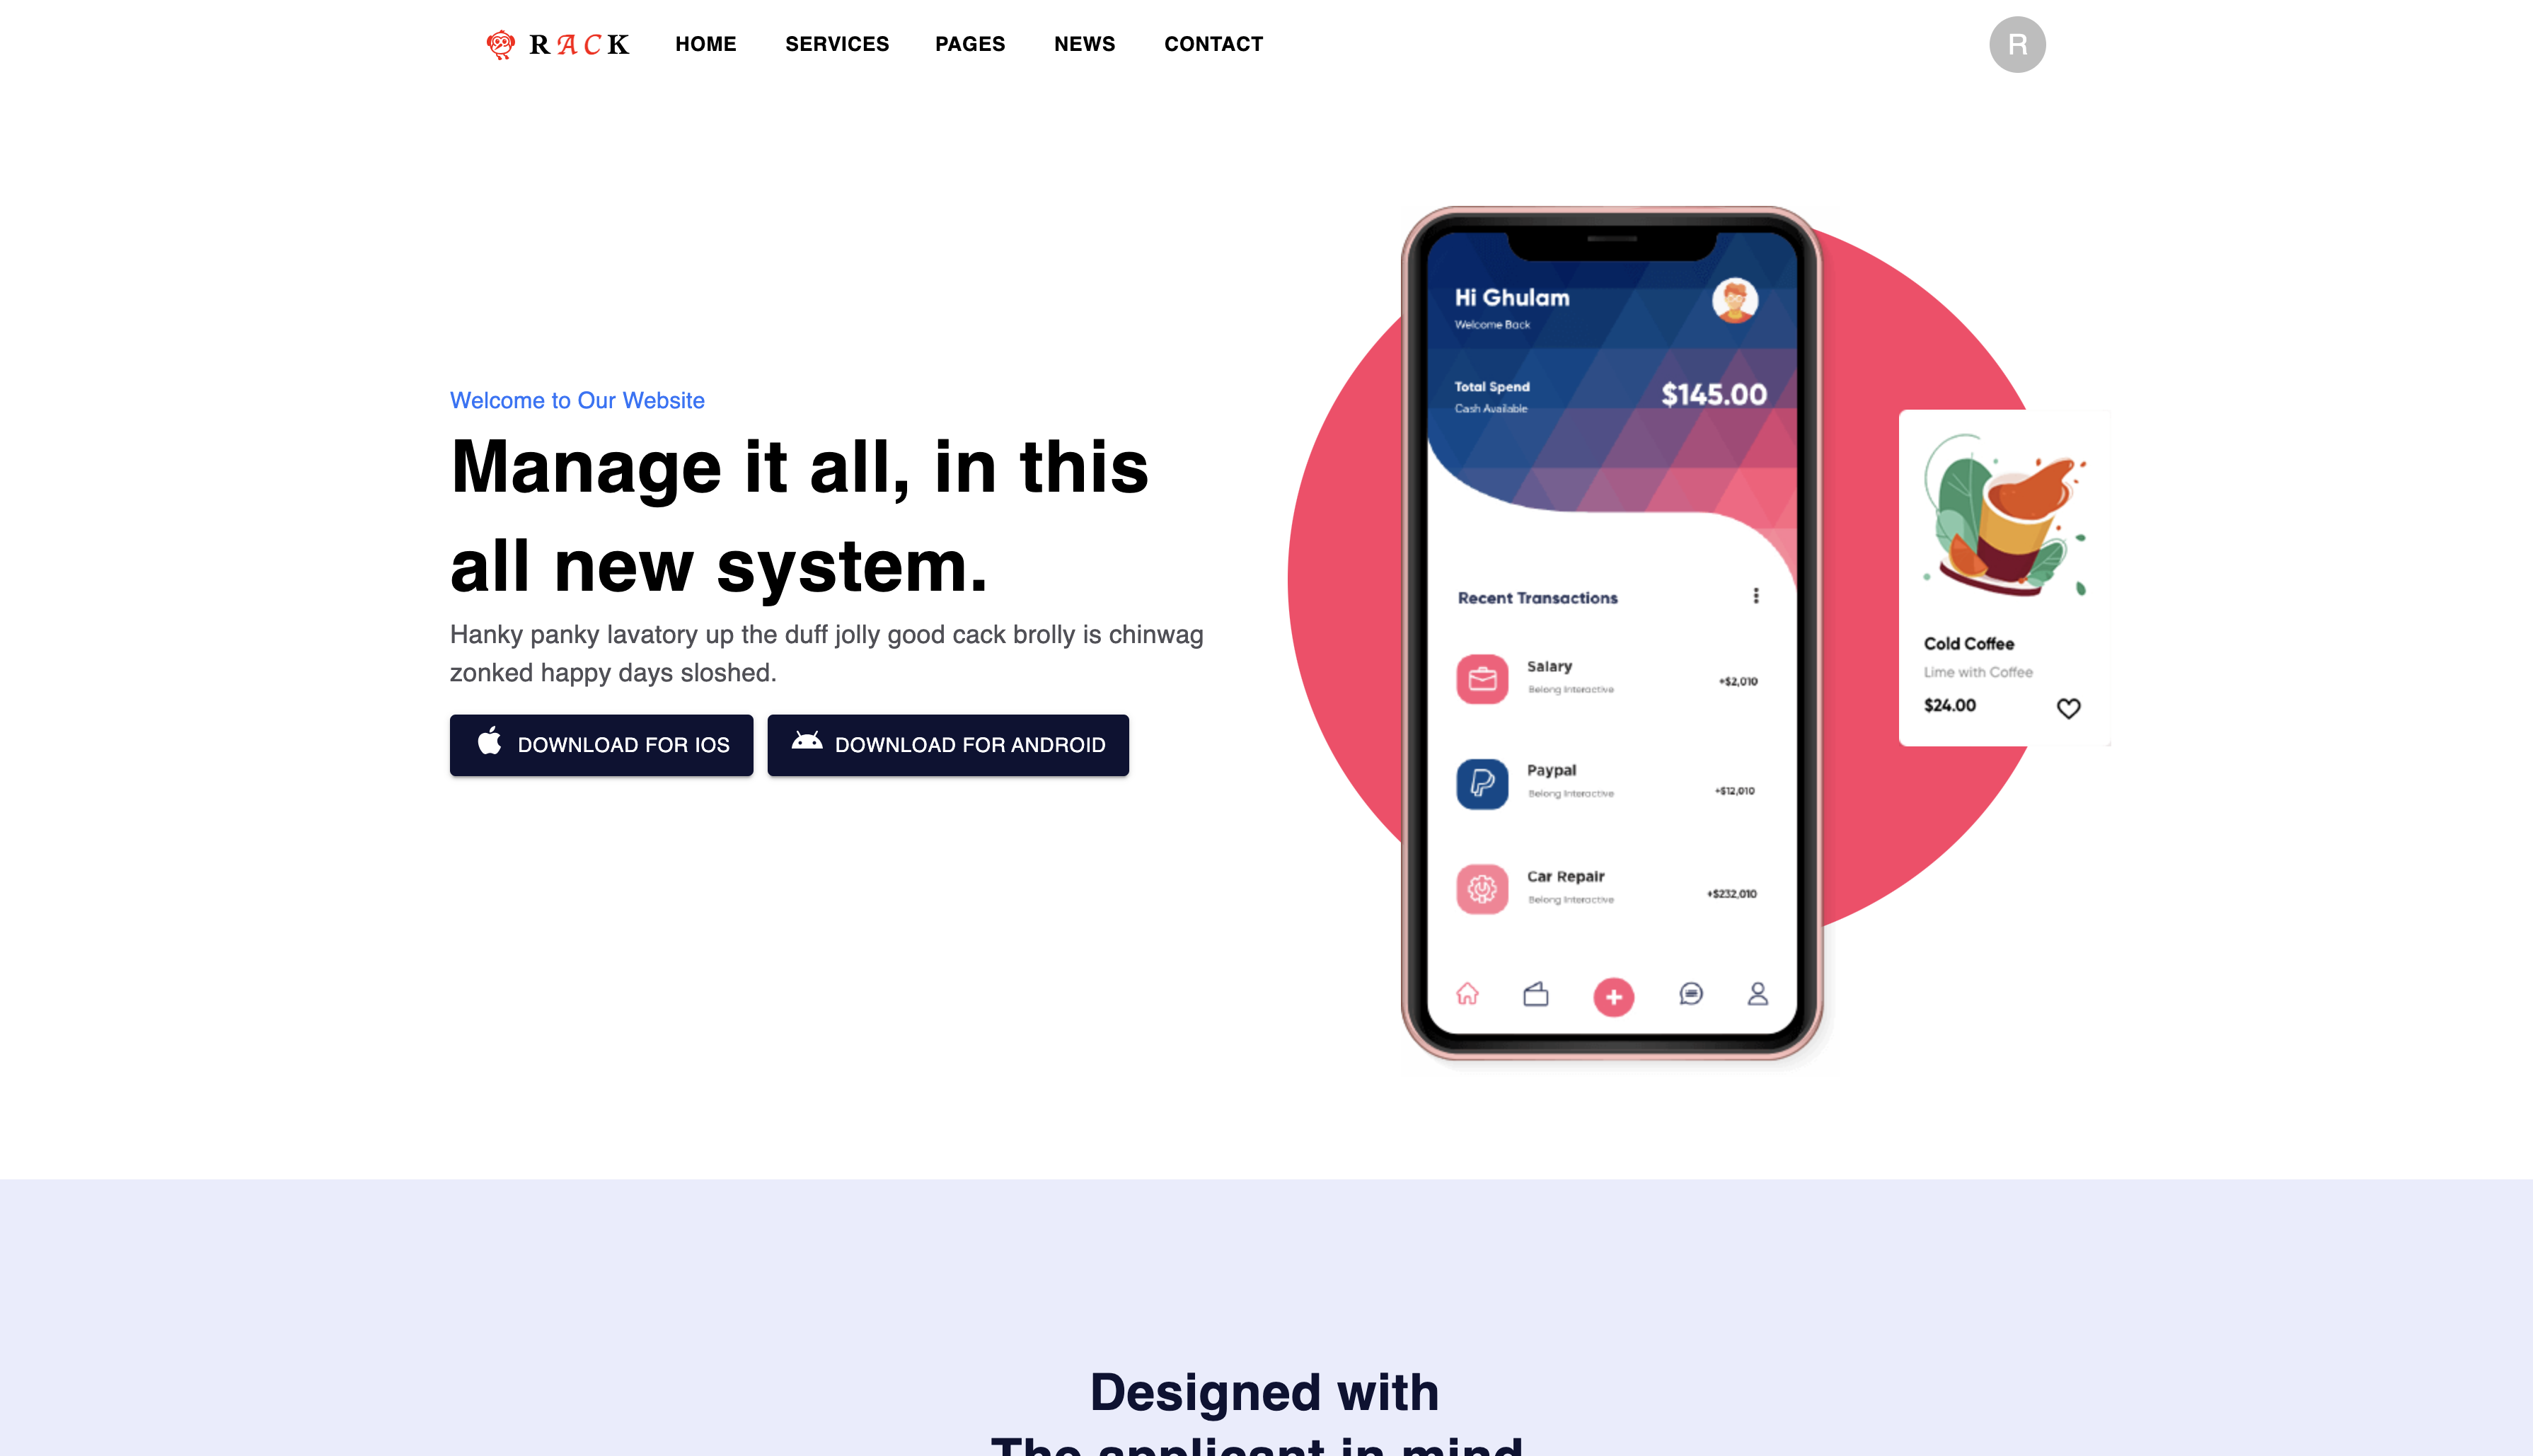 RACK HOME SERVICES PAGES NEWS CONTACT R
Welcome to Our Website
Manage it all, in this
all new system.
Hanky panky lavatory up the duff jolly good cack brolly is chinwag
zonked happy days sloshed.
DOWNLOAD FOR IOS DOWNLOAD FOR ANDROID
Hi Ghulam
Welcome Back
Total Spend $145.00
Cash Available
Recent Transactions
Salary
Belong Interactive +$2,010
Paypal
Belong Interactive +$12,010
Car Repair
Belong Interactive +$232,010
Cold Coffee
Lime with Coffee
$24.00
Designed with
The applicant in mind